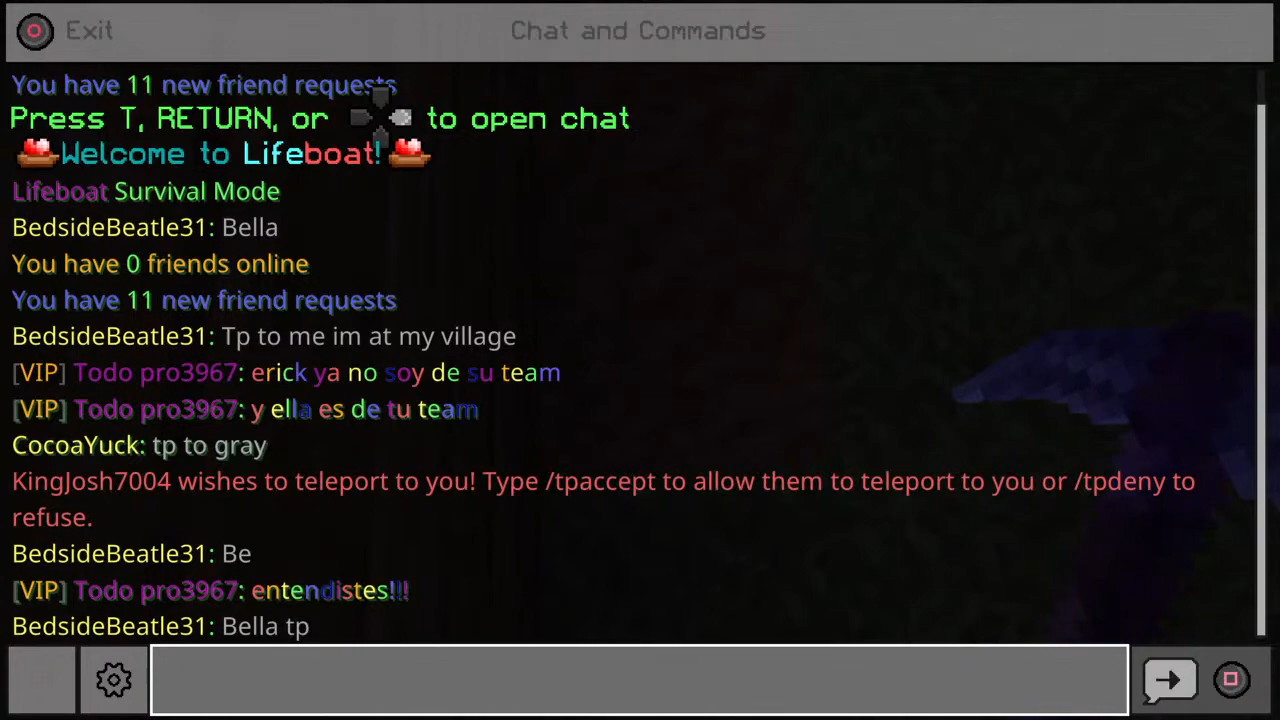 Exit
Chat and Commands
You have 11 new friend requests
Press T, RETURN, or to open chat
Welcome to Lifeboat!
Lifeboat Survival Mode
BedsideBeatle31: Bella
You have 0 friends online
You have 11 new friend requests
BedsideBeatle31: Tp to me im at my village
[VIP] Todo pro3967: erick ya no soy de su team
[VIP] Todo pro3967: y ella es de tu team
CocoaYuck: tp to gray
KingJosh7004 wishes to teleport to you! Type /tpaccept to allow them to teleport to you or /tpdeny to
refuse.
BedsideBeatle31: Be
[VIP] Todo pro3967: entendistes!!!
BedsideBeatle31: Bella tp